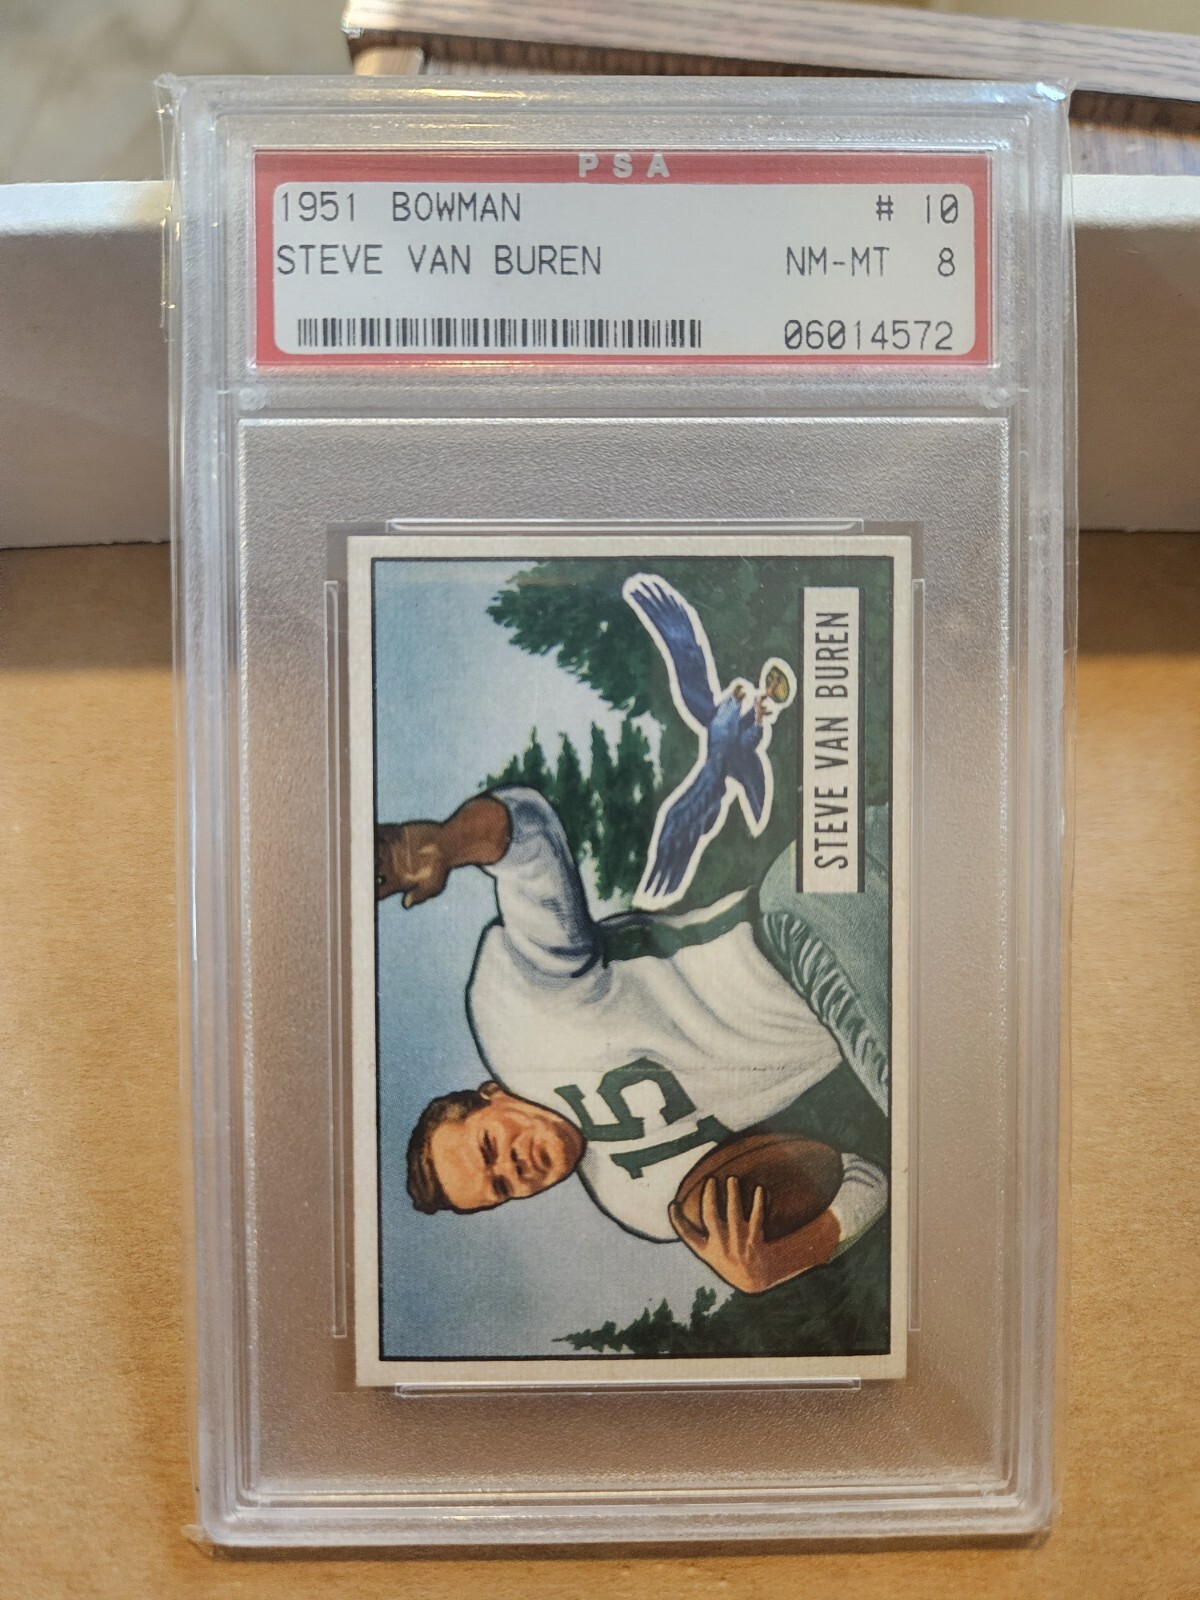 PSA
1951 BOWMAN # 10
STEVE VAN BUREN NM-MT 8
06014572
STEVE VAN BUREN
15